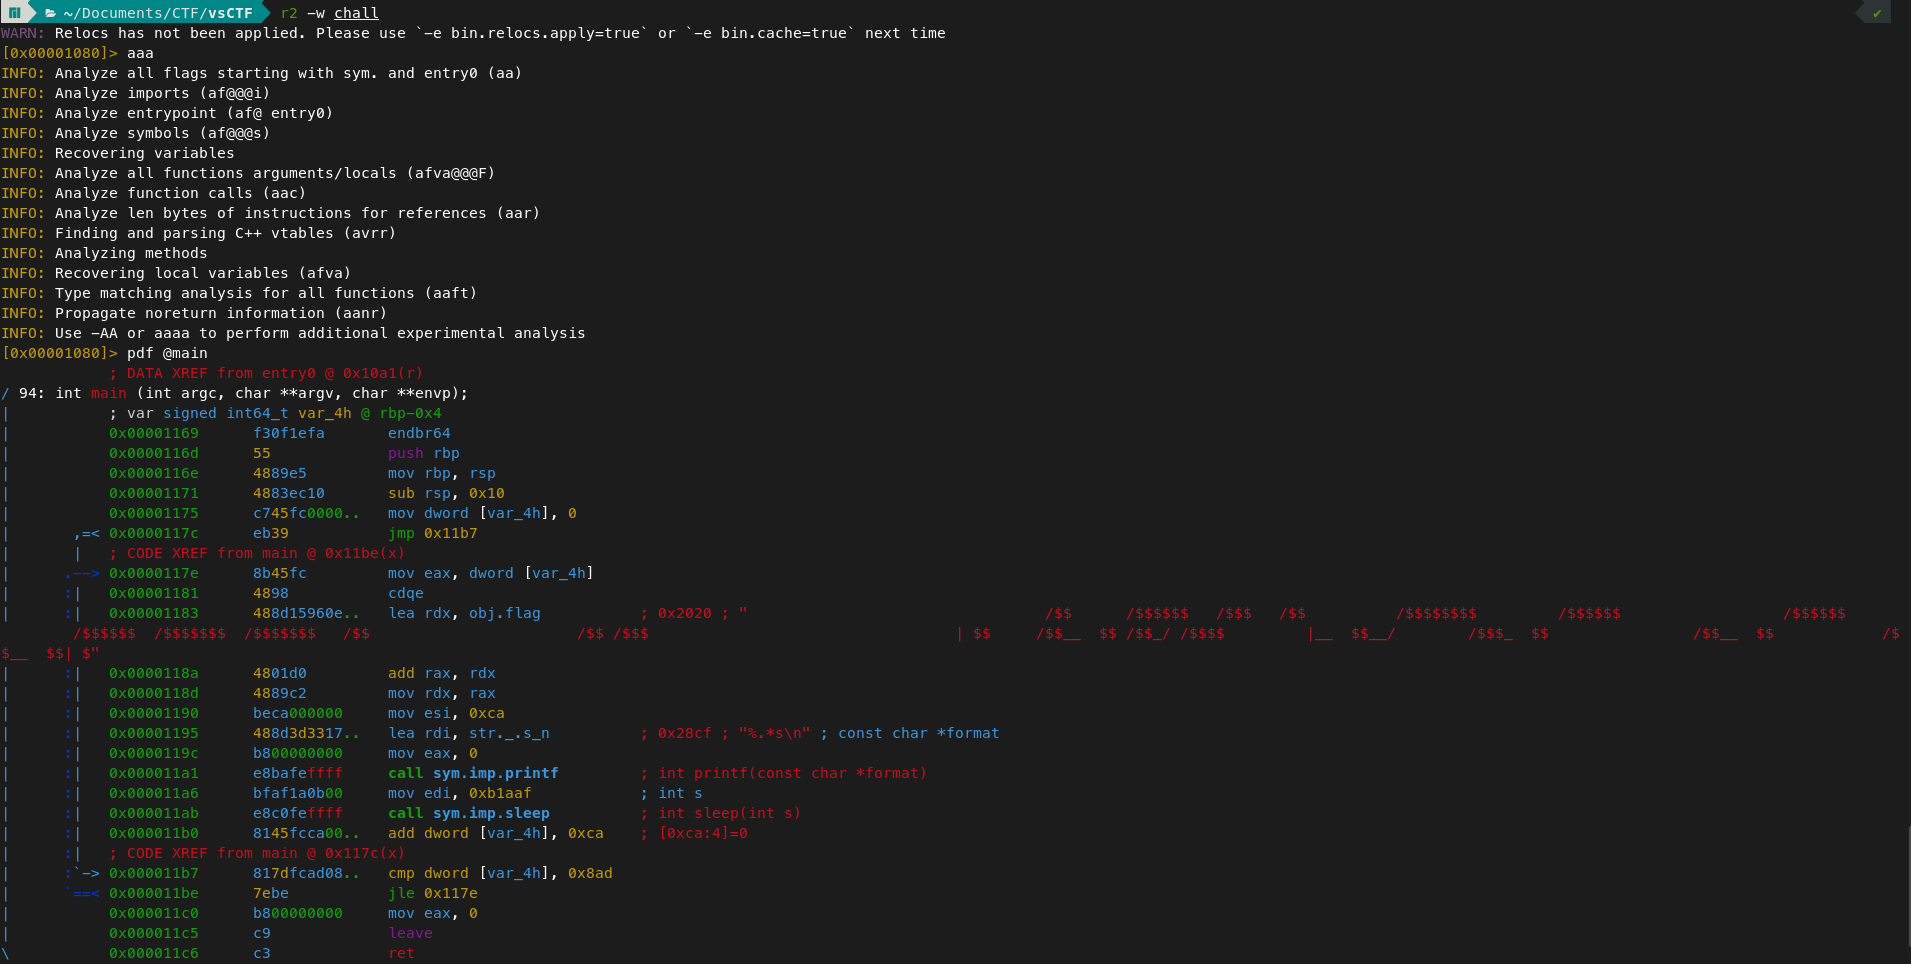 ~/Documents/CTF/vsCTF r2 -w chall ✔
WARN: Relocs has not been applied. Please use `-e bin.relocs.apply=true` or `-e bin.cache=true` next time
[0x00001080]> aaa
INFO: Analyze all flags starting with sym. and entry0 (aa)
INFO: Analyze imports (af@@@i)
INFO: Analyze entrypoint (af@ entry0)
INFO: Analyze symbols (af@@@s)
INFO: Recovering variables
INFO: Analyze all functions arguments/locals (afva@@@F)
INFO: Analyze function calls (aac)
INFO: Analyze len bytes of instructions for references (aar)
INFO: Finding and parsing C++ vtables (avrr)
INFO: Analyzing methods
INFO: Recovering local variables (afva)
INFO: Type matching analysis for all functions (aaft)
INFO: Propagate noreturn information (aanr)
INFO: Use -AA or aaaa to perform additional experimental analysis
[0x00001080]> pdf @main
            ; DATA XREF from entry0 @ 0x10a1(r)
/ 94: int main (int argc, char **argv, char **envp);
|           ; var signed int64_t var_4h @ rbp-0x4
|           0x00001169      f30f1efa       endbr64
|           0x0000116d      55             push rbp
|           0x0000116e      4889e5         mov rbp, rsp
|           0x00001171      4883ec10       sub rsp, 0x10
|           0x00001175      c745fc0000..   mov dword [var_4h], 0
|       ,=< 0x0000117c      eb39           jmp 0x11b7
|       |   ; CODE XREF from main @ 0x11be(x)
|      .--> 0x0000117e      8b45fc         mov eax, dword [var_4h]
|      :|   0x00001181      4898           cdqe
|      :|   0x00001183      488d15960e..   lea rdx, obj.flag           ; 0x2020 ; "                                 /$$      /$$$$$$   /$$$   /$$          /$$$$$$$$         /$$$$$$                  /$$$$$$
        /$$$$$$  /$$$$$$$  /$$$$$$$   /$$                       /$$ /$$$                                  | $$     /$$__  $$ /$$_/ /$$$$         |__  $$__/        /$$$_  $$                /$$__  $$            /$
$__  $$| $"
|      :|   0x0000118a      4801d0         add rax, rdx
|      :|   0x0000118d      4889c2         mov rdx, rax
|      :|   0x00001190      beca000000     mov esi, 0xca
|      :|   0x00001195      488d3d3317..   lea rdi, str._.s_n          ; 0x28cf ; "%.*s\n" ; const char *format
|      :|   0x0000119c      b800000000     mov eax, 0
|      :|   0x000011a1      e8bafeffff     call sym.imp.printf         ; int printf(const char *format)
|      :|   0x000011a6      bfaf1a0b00     mov edi, 0xb1aaf            ; int s
|      :|   0x000011ab      e8c0feffff     call sym.imp.sleep          ; int sleep(int s)
|      :|   0x000011b0      8145fcca00..   add dword [var_4h], 0xca    ; [0xca:4]=0
|      :|   ; CODE XREF from main @ 0x117c(x)
|      :`-> 0x000011b7      817dfcad08..   cmp dword [var_4h], 0x8ad
|      `==< 0x000011be      7ebe           jle 0x117e
|           0x000011c0      b800000000     mov eax, 0
|           0x000011c5      c9             leave
\           0x000011c6      c3             ret